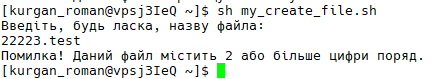 [kurgan_roman@vpsj3IeQ ~]$ sh my_create_file.sh
Введіть, будь ласка, назву файла:
22223.test
Помилка! Даний файл містить 2 або більше цифри поряд.
[kurgan_roman@vpsj3IeQ ~]$